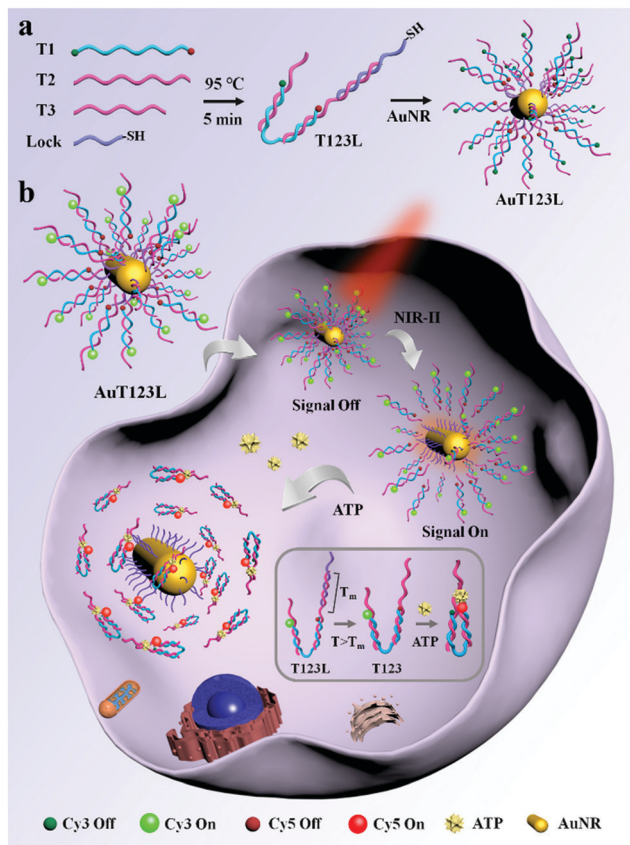 a
T1
T2
T3
Lock
-SH
95 ℃
5 min
-SH
T123L
AuNR
AuT123L
b
AuT123L
NIR-II
Signal Off
Signal On
ATP
Tm
T>Tm
ATP
T123L
T123
Cy3 Off
Cy3 On
Cy5 Off
Cy5 On
ATP
AuNR